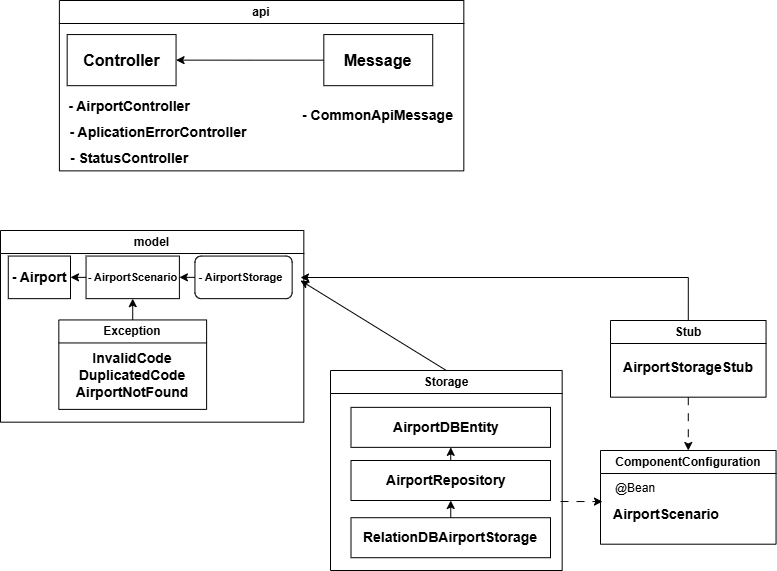 api
Controller
Message
- AirportController
- AplicationErrorController
- StatusController
- CommonApiMessage
model
- Airport
- AirportScenario
- AirportStorage
Exception
InvalidCode
DuplicatedCode
AirportNotFound
Stub
AirportStorageStub
Storage
AirportDBEntity
AirportRepository
RelationDBAirportStorage
ComponentConfiguration
@Bean
AirportScenario